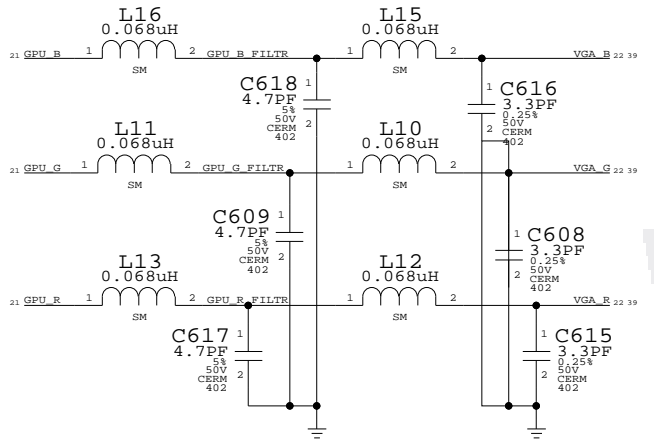 L16
0.068uH
L15
0.068uH
21 GPU_B 1 2 GPU_B_FILTR 1 2 VGA_B 22 39
SM
SM
C618
4.7PF
5%
50V
CERM
402
1
2
C616
3.3PF
0.25%
50V
CERM
402
1
2
L11
0.068uH
L10
0.068uH
21 GPU_G 1 2 GPU_G_FILTR 1 2 VGA_G 22 39
SM
SM
C609
4.7PF
5%
50V
CERM
402
1
2
C608
3.3PF
0.25%
50V
CERM
402
1
2
L13
0.068uH
L12
0.068uH
21 GPU_R 1 2 GPU_R_FILTR 1 2 VGA_R 22 39
SM
SM
C617
4.7PF
5%
50V
CERM
402
1
2
C615
3.3PF
0.25%
50V
CERM
402
1
2